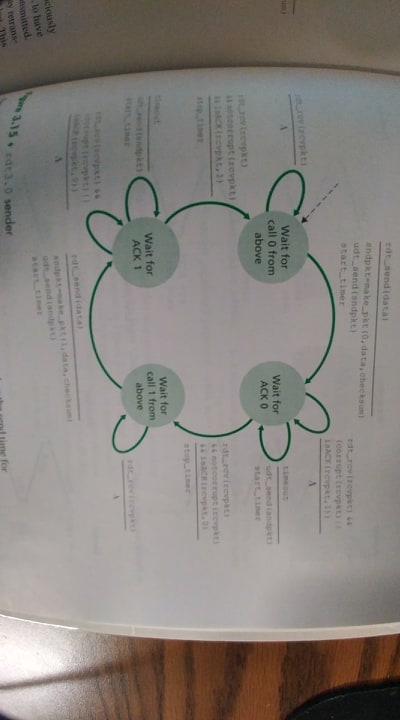 rdt_send(data)
sndpkt=make_pkt(0,data,checksum)
udt_send(sndpkt)
start_timer
rdt_rcv(rcvpkt)
Λ
rdt_rcv(rcvpkt) &&
(corrupt(rcvpkt) ||
isACK(rcvpkt,1))
Λ
Wait for
call 0 from
above
Wait for
ACK 0
timeout
udt_send(sndpkt)
start_timer
rdt_rcv(rcvpkt)
&& notcorrupt(rcvpkt)
&& isACK(rcvpkt,1)
stop_timer
rdt_rcv(rcvpkt)
&& notcorrupt(rcvpkt)
&& isACK(rcvpkt,0)
stop_timer
timeout
udt_send(sndpkt)
start_timer
Wait for
ACK 1
Wait for
call 1 from
above
rdt_rcv(rcvpkt)
Λ
rdt_rcv(rcvpkt) &&
(corrupt(rcvpkt) ||
isACK(rcvpkt,0))
Λ
rdt_send(data)
sndpkt=make_pkt(1,data,checksum)
udt_send(sndpkt)
start_timer
3.15 ♦ rdt3.0 sender
to have